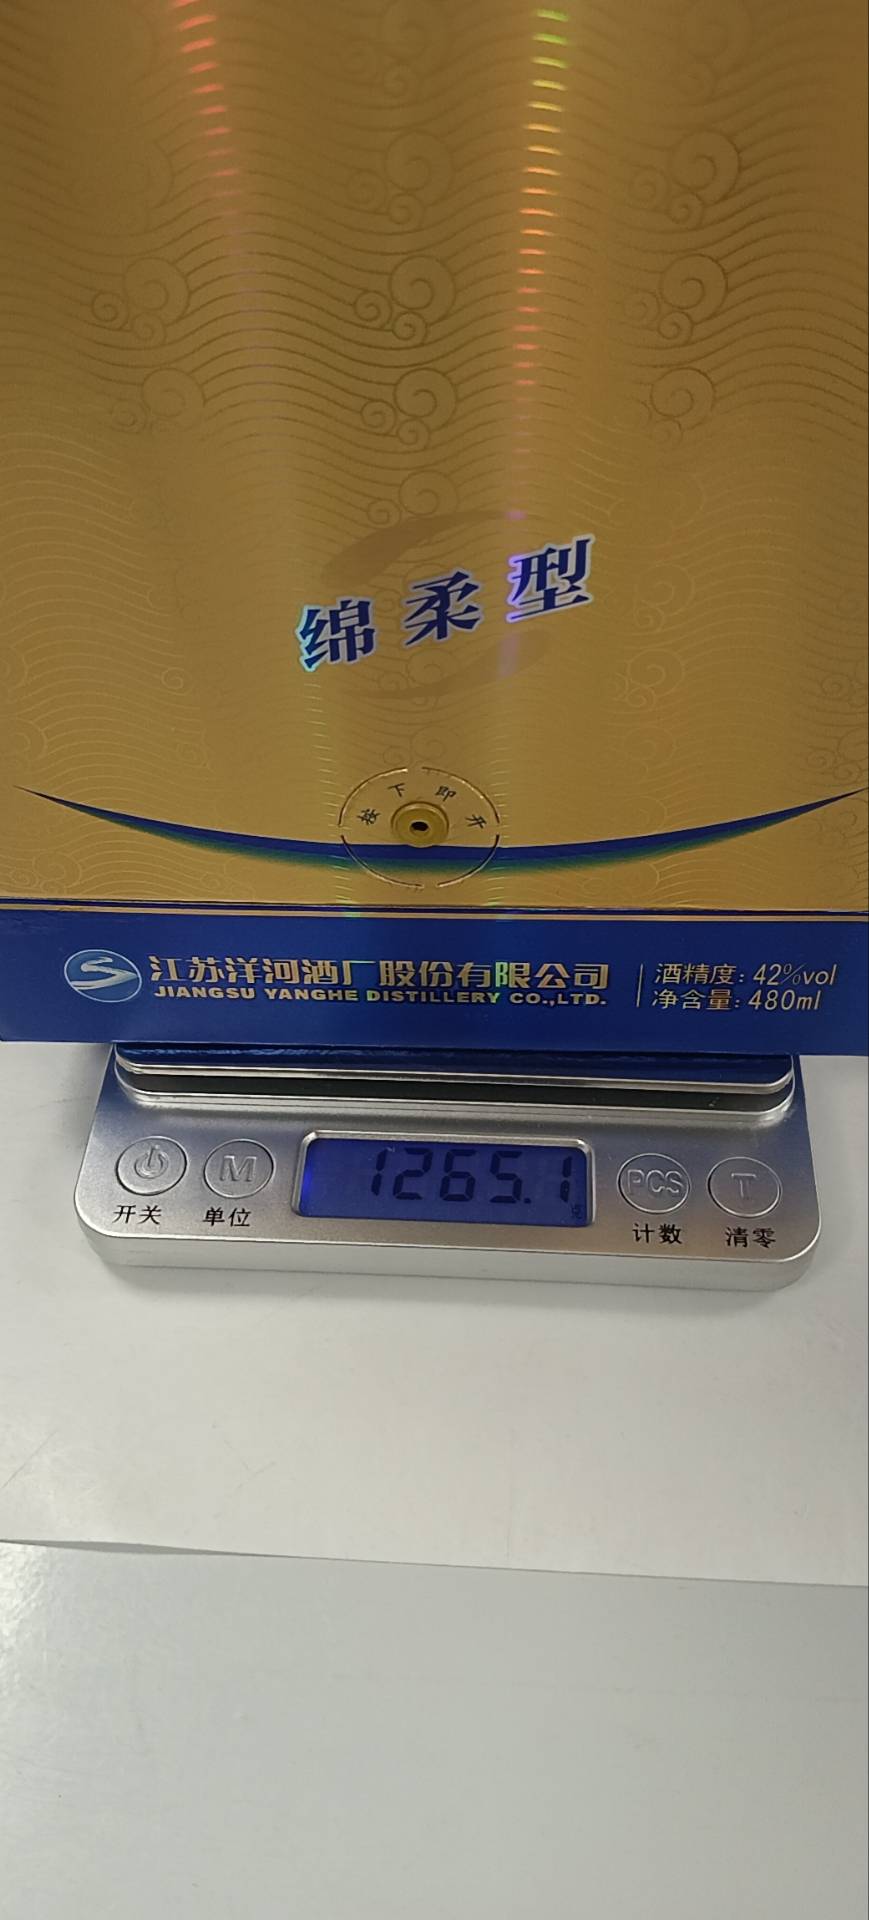 绵柔型
按下即开
江苏洋河酒厂股份有限公司
JIANGSU YANGHE DISTILLERY CO.,LTD.
酒精度: 42%vol
净含量: 480ml
1265.1
克
M
PCS
T
开关
单位
计数
清零